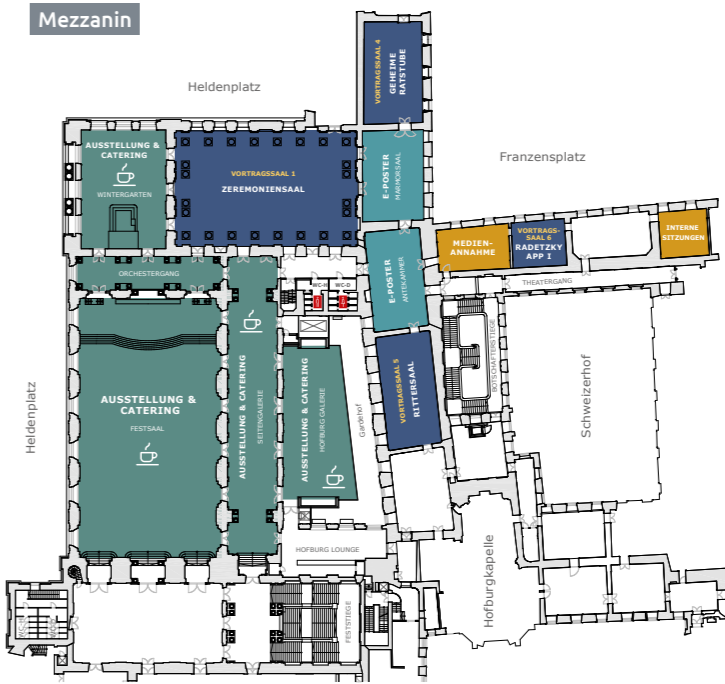 Mezzanin
Heldenplatz
VORTRAGSSAAL 4
GEHEIME
RATSTUBE
Franzensplatz
AUSSTELLUNG &
CATERING
WINTERGARTEN
VORTRAGSSAAL 1
ZEREMONIENSAAL
E-POSTER
MARMORSAAL
MEDIEN-
ANNAHME
VORTRAGS-
SAAL 6
RADETZKY
APP I
INTERNE
SITZUNGEN
ORCHESTERGANG
WC-H
WC-D
E-POSTER
ANTEKAMMER
THEATERGANG
BOTSCHAFTERSTIEGE
Schweizerhof
Heldenplatz
AUSSTELLUNG &
CATERING
FESTSAAL
AUSSTELLUNG & CATERING
SEITENGALERIE
AUSSTELLUNG & CATERING
HOFBURG GALERIE
Gardehof
VORTRAGSSAAL 5
RITTERSAAL
HOFBURG LOUNGE
Hofburgkapelle
FESTSTIEGE